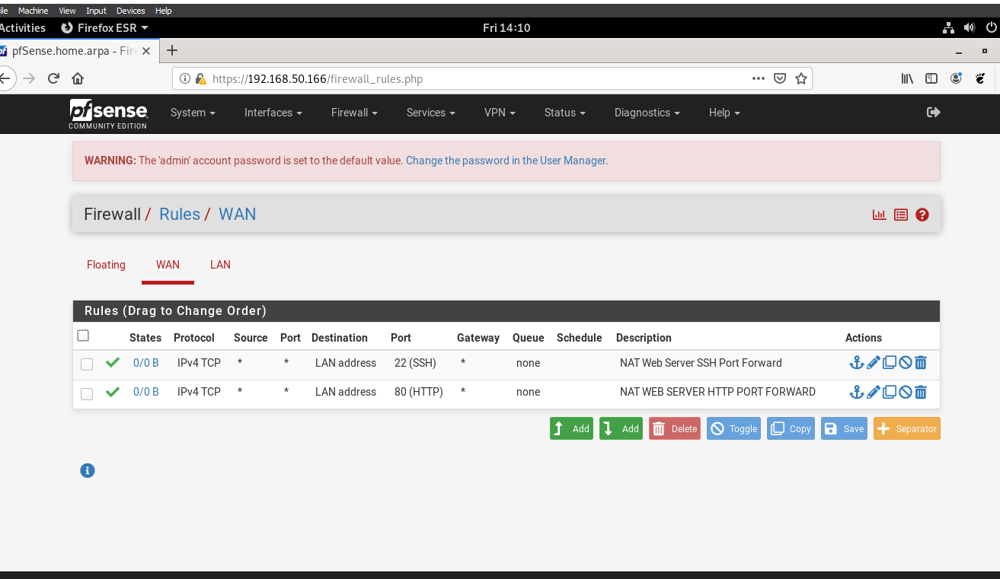 ile Machine View Input Devices Help
Activities Firefox ESR Fri 14:10
pfSense.home.arpa - Fire
https://192.168.50.166/firewall_rules.php
pfsense System Interfaces Firewall Services VPN Status Diagnostics Help
COMMUNITY EDITION
WARNING: The 'admin' account password is set to the default value. Change the password in the User Manager.
Firewall / Rules / WAN
Floating WAN LAN
Rules (Drag to Change Order)
States Protocol Source Port Destination Port Gateway Queue Schedule Description Actions
0/0 B IPv4 TCP * * LAN address 22 (SSH) * none NAT Web Server SSH Port Forward
0/0 B IPv4 TCP * * LAN address 80 (HTTP) * none NAT WEB SERVER HTTP PORT FORWARD
Add Add Delete Toggle Copy Save Separator